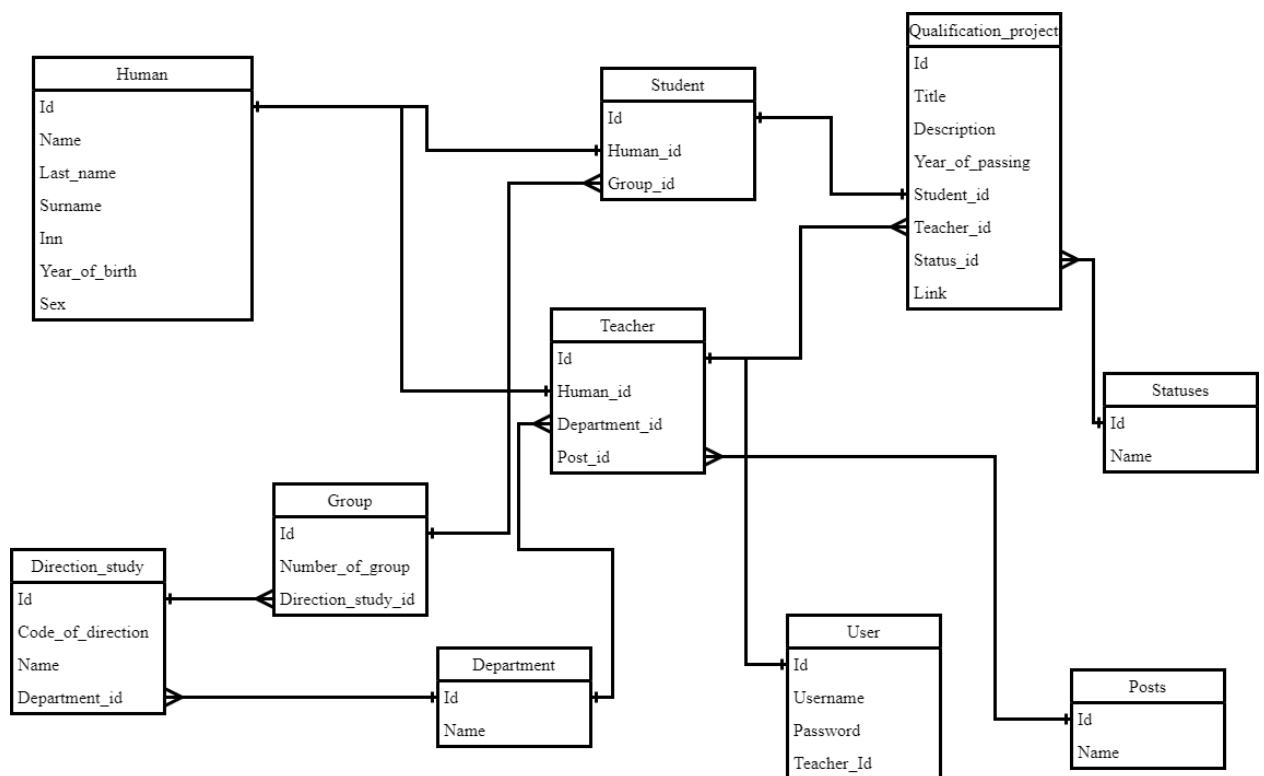 Human
Id
Name
Last_name
Surname
Inn
Year_of_birth
Sex
Student
Id
Human_id
Group_id
Qualification_project
Id
Title
Description
Year_of_passing
Student_id
Teacher_id
Status_id
Link
Teacher
Id
Human_id
Department_id
Post_id
Statuses
Id
Name
Group
Id
Number_of_group
Direction_study_id
Direction_study
Id
Code_of_direction
Name
Department_id
Department
Id
Name
User
Id
Username
Password
Teacher_Id
Posts
Id
Name